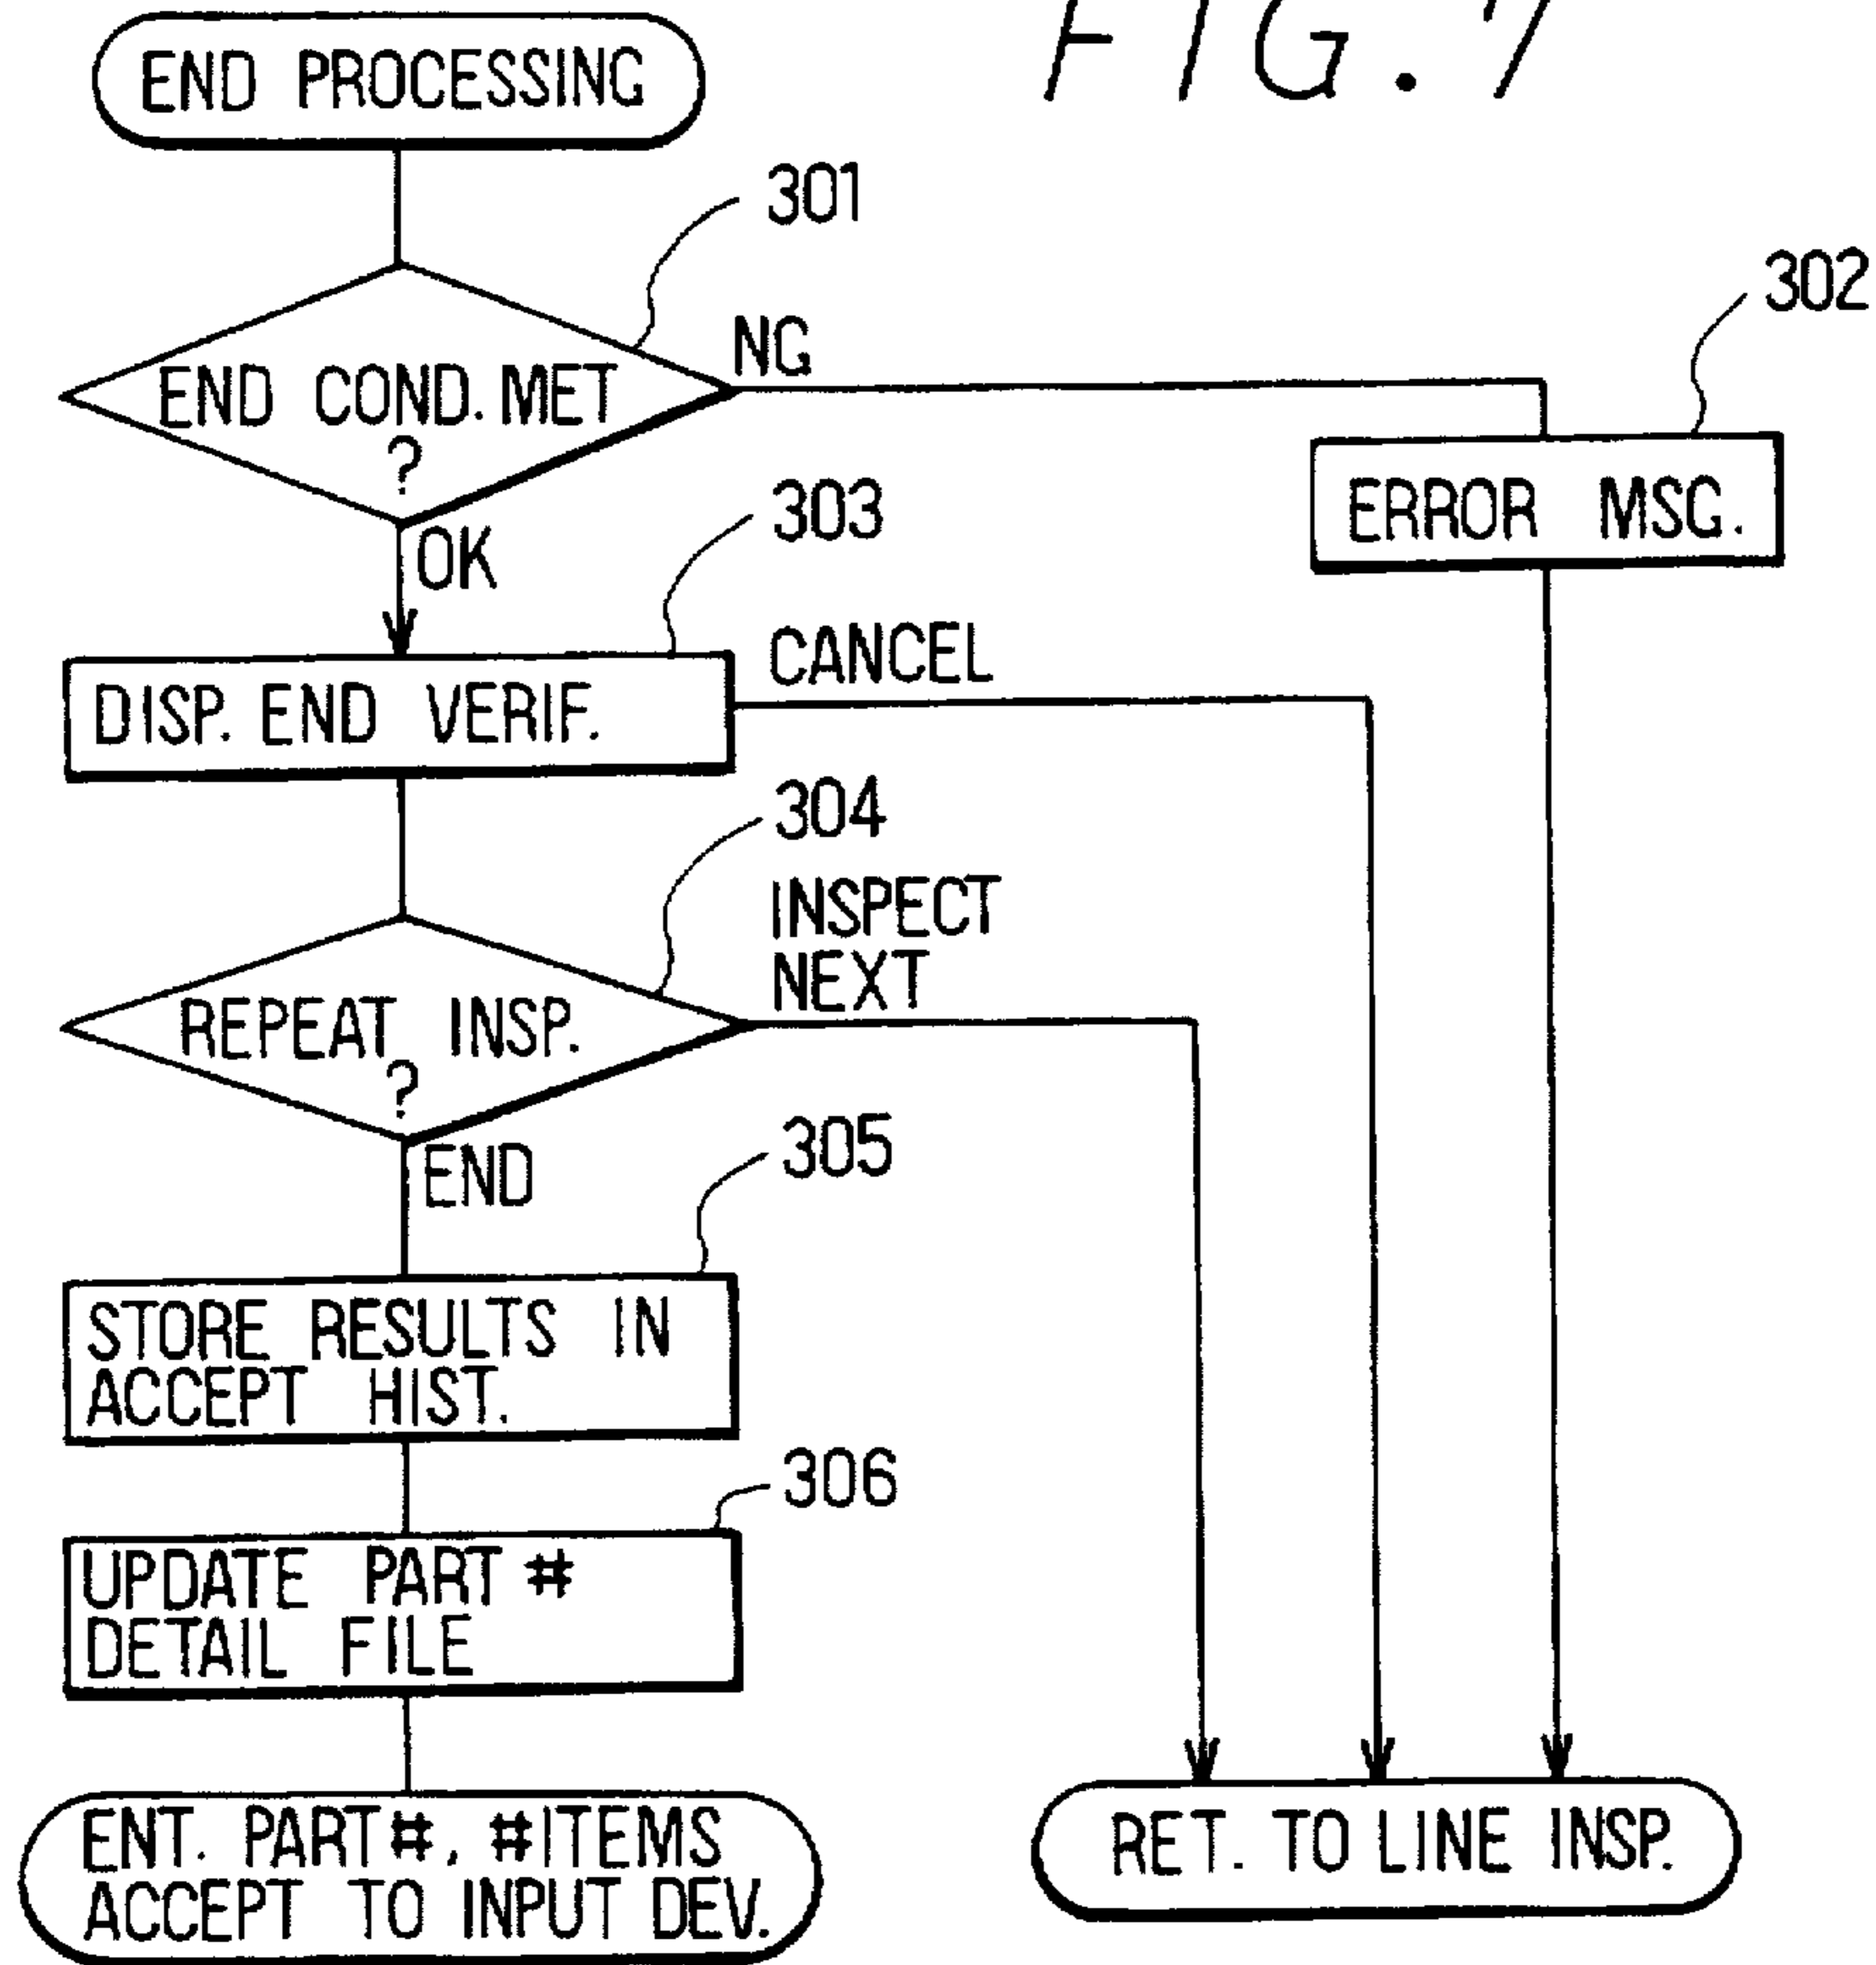 FIG. 7
END PROCESSING
301
302
END COND. MET
?
NG
OK
ERROR MSG.
303
DISP. END VERIF.
CANCEL
304
REPEAT INSP.
?
INSPECT
NEXT
END
305
STORE RESULTS IN
ACCEPT HIST.
306
UPDATE PART #
DETAIL FILE
ENT. PART#, #ITEMS
ACCEPT TO INPUT DEV.
RET. TO LINE INSP.